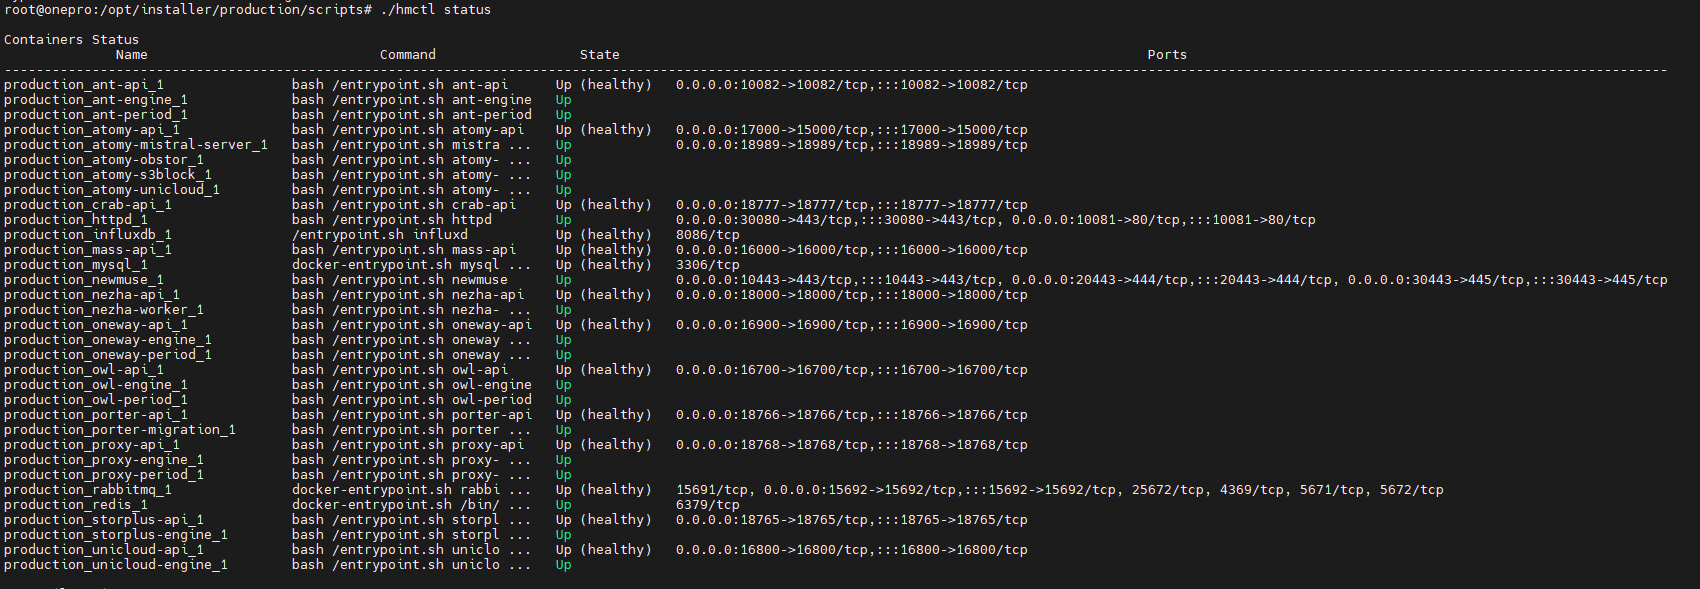 root@onepro:/opt/installer/production/scripts# ./hmctl status
Containers Status
Name Command State Ports
-----------------------------------------------------------------------------------------------------------------------------------------------------------------------------------------------------------------
production_ant-api_1 bash /entrypoint.sh ant-api Up (healthy) 0.0.0.0:10082->10082/tcp,:::10082->10082/tcp
production_ant-engine_1 bash /entrypoint.sh ant-engine Up
production_ant-period_1 bash /entrypoint.sh ant-period Up
production_atomy-api_1 bash /entrypoint.sh atomy-api Up (healthy) 0.0.0.0:17000->15000/tcp,:::17000->15000/tcp
production_atomy-mistral-server_1 bash /entrypoint.sh mistra ... Up 0.0.0.0:18989->18989/tcp,:::18989->18989/tcp
production_atomy-obstor_1 bash /entrypoint.sh atomy- ... Up
production_atomy-s3block_1 bash /entrypoint.sh atomy- ... Up
production_atomy-unicloud_1 bash /entrypoint.sh atomy- ... Up
production_crab-api_1 bash /entrypoint.sh crab-api Up (healthy) 0.0.0.0:18777->18777/tcp,:::18777->18777/tcp
production_httpd_1 bash /entrypoint.sh httpd Up 0.0.0.0:30080->443/tcp,:::30080->443/tcp, 0.0.0.0:10081->80/tcp,:::10081->80/tcp
production_influxdb_1 /entrypoint.sh influxd Up (healthy) 8086/tcp
production_mass-api_1 bash /entrypoint.sh mass-api Up (healthy) 0.0.0.0:16000->16000/tcp,:::16000->16000/tcp
production_mysql_1 docker-entrypoint.sh mysql ... Up (healthy) 3306/tcp
production_newmuse_1 bash /entrypoint.sh newmuse Up 0.0.0.0:10443->443/tcp,:::10443->443/tcp, 0.0.0.0:20443->444/tcp,:::20443->444/tcp, 0.0.0.0:30443->445/tcp,:::30443->445/tcp
production_nezha-api_1 bash /entrypoint.sh nezha-api Up (healthy) 0.0.0.0:18000->18000/tcp,:::18000->18000/tcp
production_nezha-worker_1 bash /entrypoint.sh nezha- ... Up
production_oneway-api_1 bash /entrypoint.sh oneway-api Up (healthy) 0.0.0.0:16900->16900/tcp,:::16900->16900/tcp
production_oneway-engine_1 bash /entrypoint.sh oneway ... Up
production_oneway-period_1 bash /entrypoint.sh oneway ... Up
production_owl-api_1 bash /entrypoint.sh owl-api Up (healthy) 0.0.0.0:16700->16700/tcp,:::16700->16700/tcp
production_owl-engine_1 bash /entrypoint.sh owl-engine Up
production_owl-period_1 bash /entrypoint.sh owl-period Up
production_porter-api_1 bash /entrypoint.sh porter-api Up (healthy) 0.0.0.0:18766->18766/tcp,:::18766->18766/tcp
production_porter-migration_1 bash /entrypoint.sh porter ... Up
production_proxy-api_1 bash /entrypoint.sh proxy-api Up (healthy) 0.0.0.0:18768->18768/tcp,:::18768->18768/tcp
production_proxy-engine_1 bash /entrypoint.sh proxy- ... Up
production_proxy-period_1 bash /entrypoint.sh proxy- ... Up
production_rabbitmq_1 docker-entrypoint.sh rabbi ... Up (healthy) 15691/tcp, 0.0.0.0:15692->15692/tcp,:::15692->15692/tcp, 25672/tcp, 4369/tcp, 5671/tcp, 5672/tcp
production_redis_1 docker-entrypoint.sh /bin/ ... Up 6379/tcp
production_storplus-api_1 bash /entrypoint.sh storpl ... Up (healthy) 0.0.0.0:18765->18765/tcp,:::18765->18765/tcp
production_storplus-engine_1 bash /entrypoint.sh storpl ... Up
production_unicloud-api_1 bash /entrypoint.sh uniclo ... Up (healthy) 0.0.0.0:16800->16800/tcp,:::16800->16800/tcp
production_unicloud-engine_1 bash /entrypoint.sh uniclo ... Up